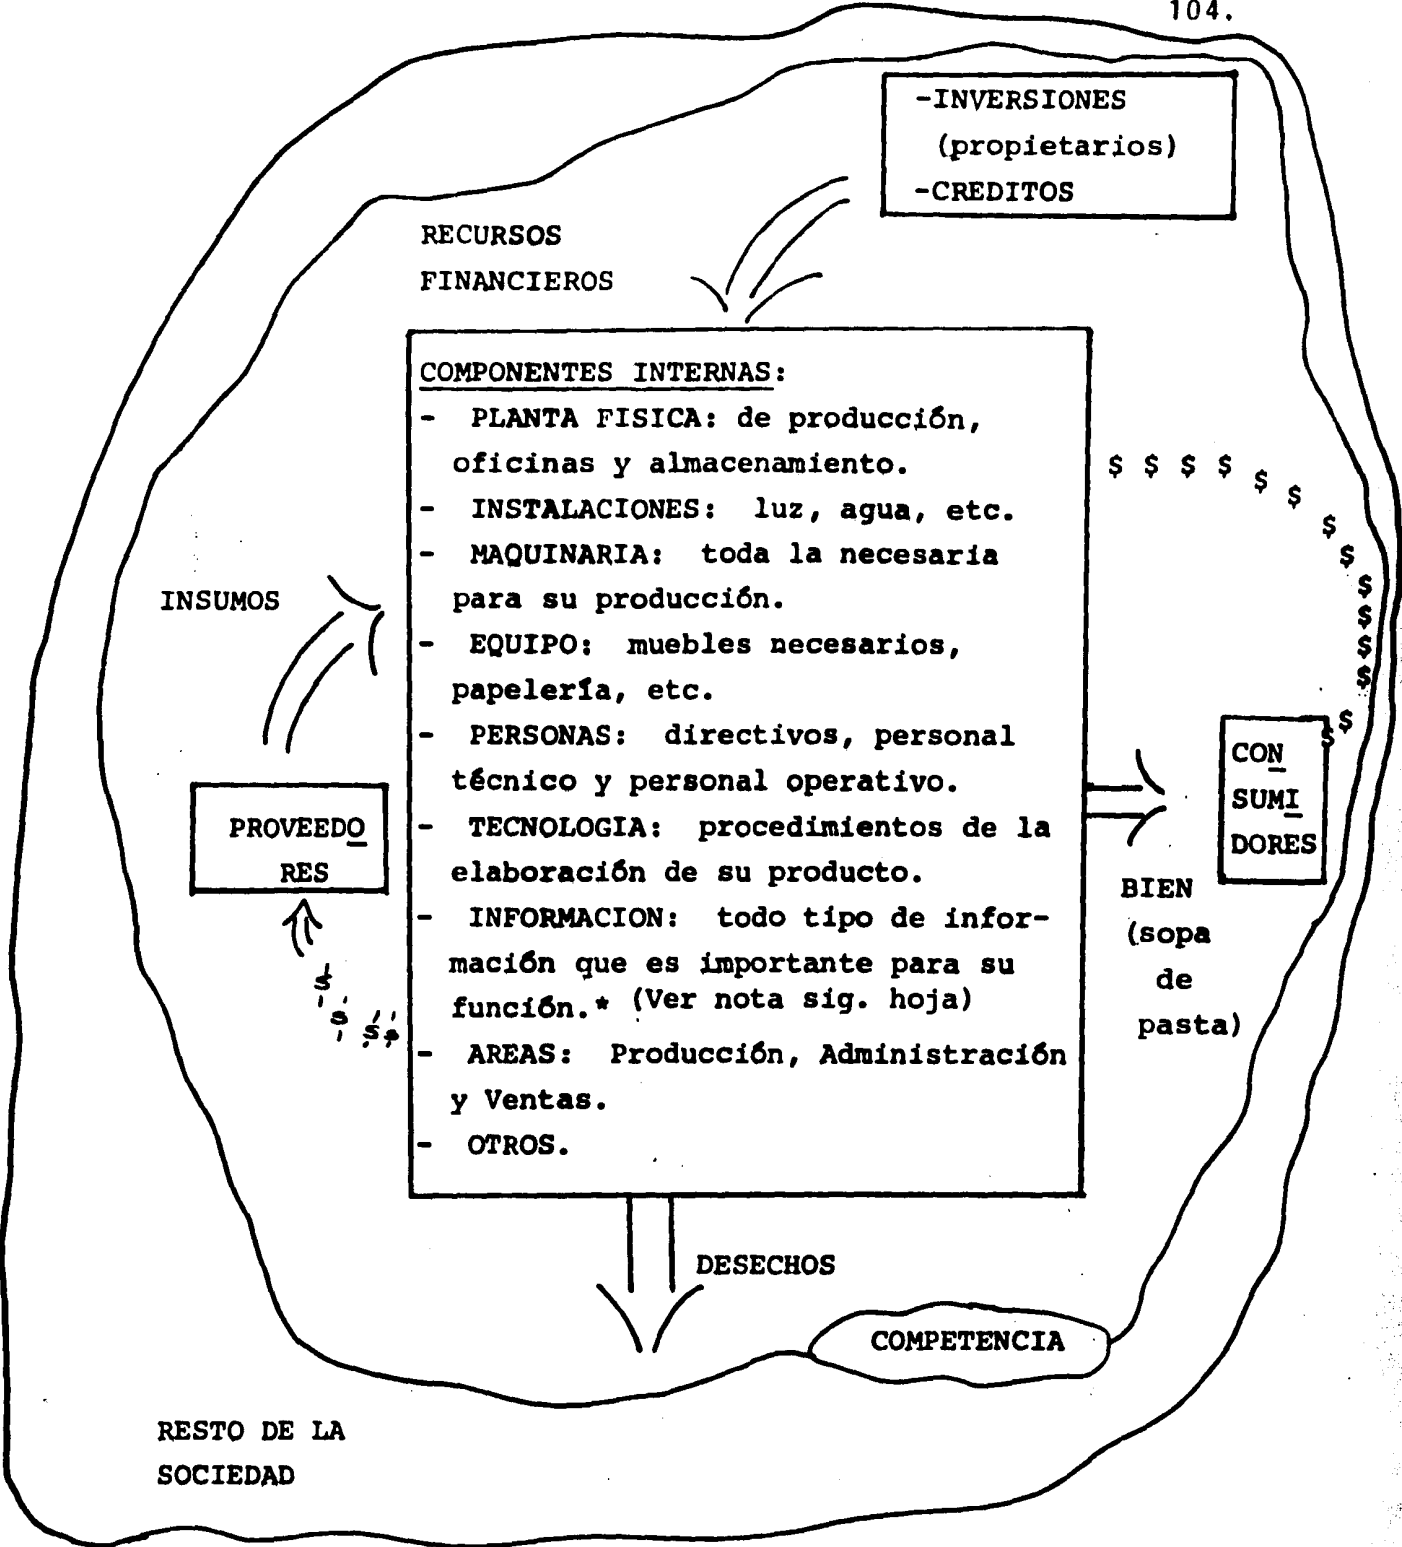 104.
-INVERSIONES
(propietarios)
-CREDITOS
RECURSOS
FINANCIEROS
COMPONENTES INTERNAS:
- PLANTA FISICA: de producción,
oficinas y almacenamiento.
- INSTALACIONES: luz, agua, etc.
- MAQUINARIA: toda la necesaria
para su producción.
- EQUIPO: muebles necesarios,
papelería, etc.
- PERSONAS: directivos, personal
técnico y personal operativo.
- TECNOLOGIA: procedimientos de la
elaboración de su producto.
- INFORMACION: todo tipo de infor-
mación que es importante para su
función.* (Ver nota sig. hoja)
- AREAS: Producción, Administración
y Ventas.
- OTROS.
$ $ $ $ $ $ $ $ $ $ $ $ $ $
INSUMOS
PROVEEDO
RES
$ $ $ $
CON
SUMI
DORES
BIEN
(sopa
de
pasta)
DESECHOS
COMPETENCIA
RESTO DE LA
SOCIEDAD